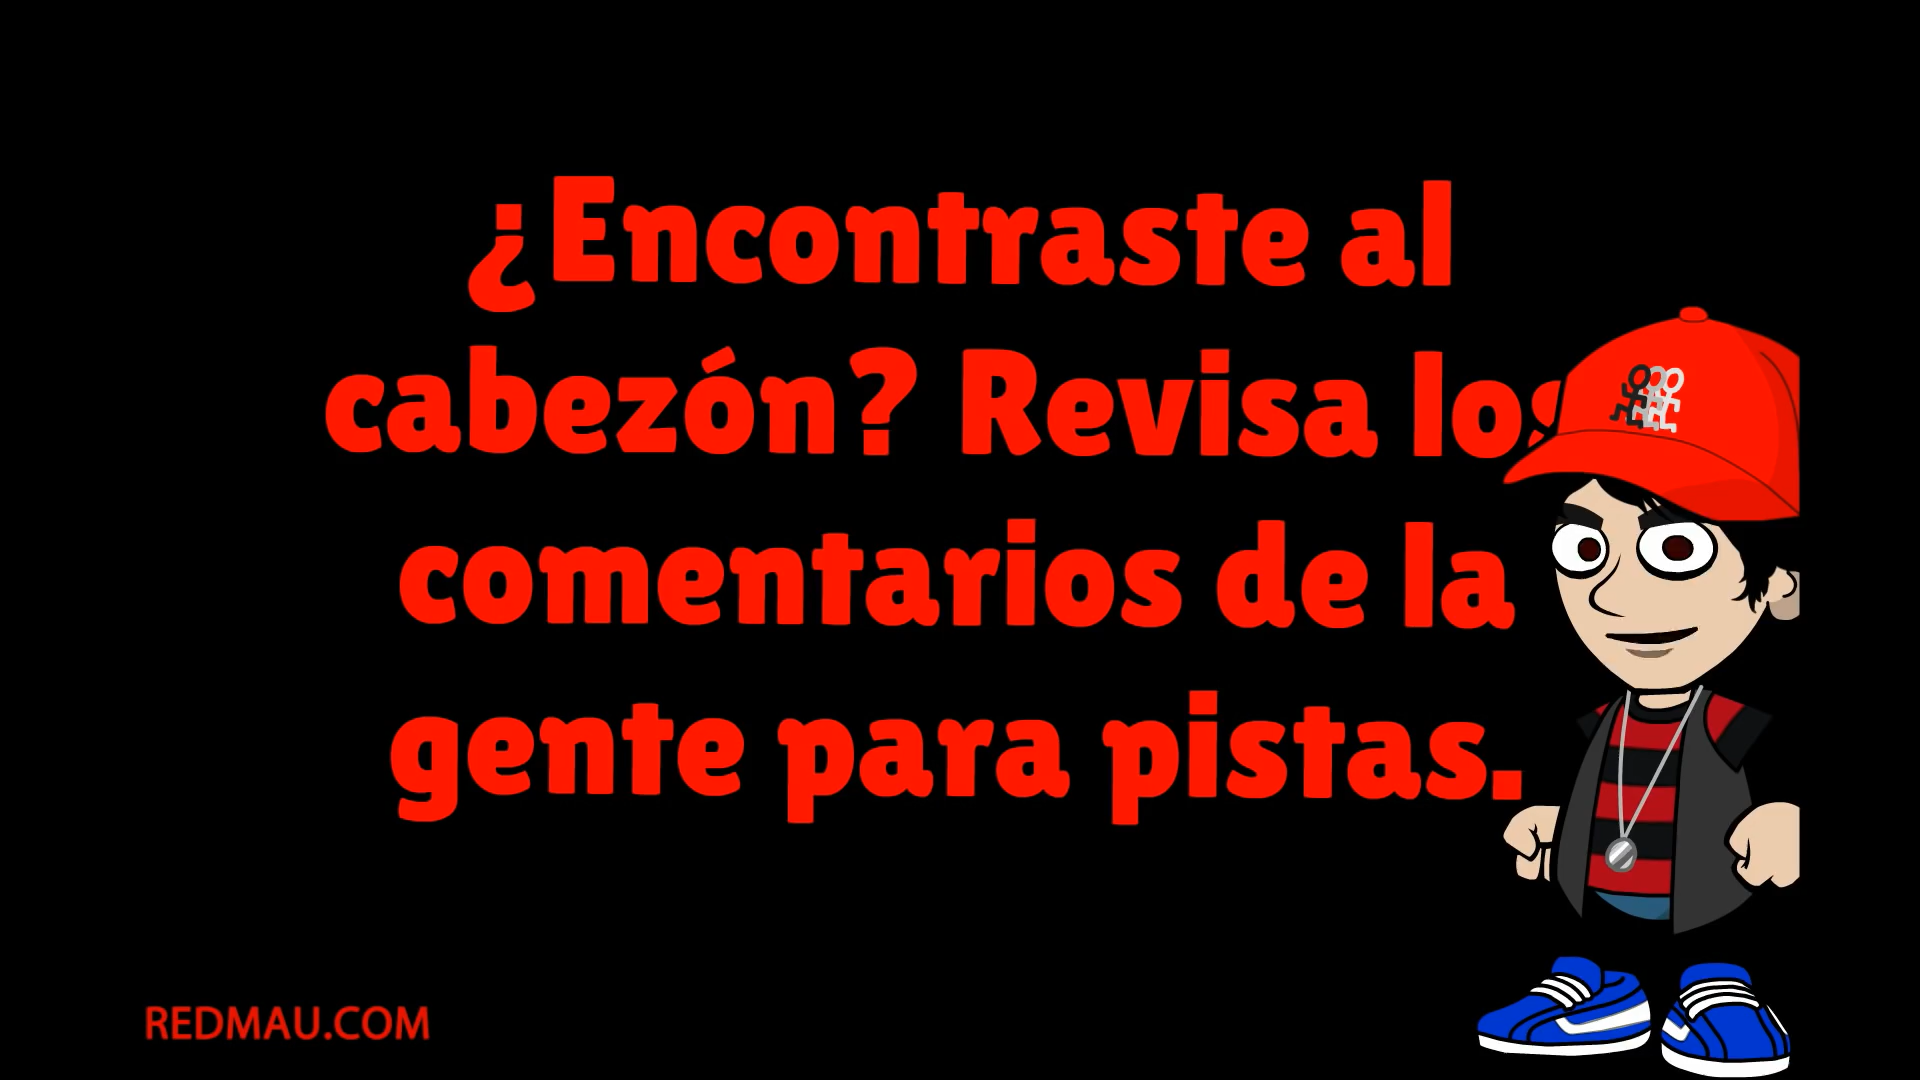 ¿Encontraste al
cabezón? Revisa los
comentarios de la
gente para pistas.
REDMAU.COM